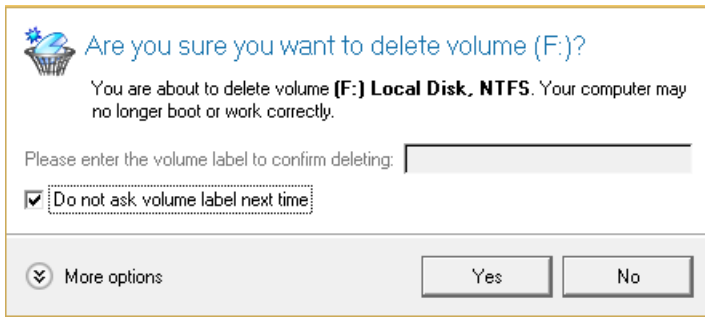 Are you sure you want to delete volume (F:)?
You are about to delete volume (F:) Local Disk, NTFS. Your computer may
no longer boot or work correctly.
Please enter the volume label to confirm deleting:
Do not ask volume label next time
More options
Yes
No